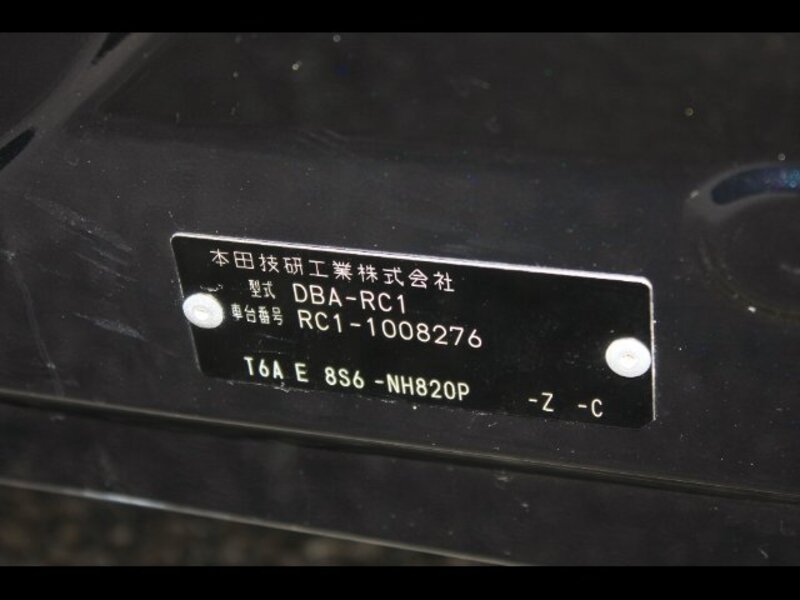 本田技研工業株式会社
型式 DBA-RC1
車台番号 RC1-1008276
T6A E 8S6 -NH820P -Z -C